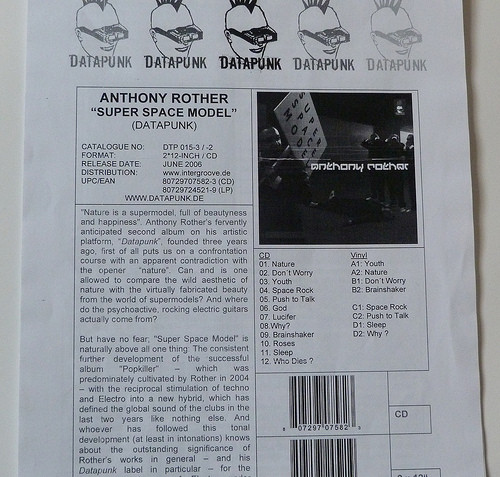 DATAPUNK DATAPUNK DATAPUNK DATAPUNK DATAPUNK
ANTHONY ROTHER
"SUPER SPACE MODEL"
(DATAPUNK)
CATALOGUE NO: DTP 015-3 / -2
FORMAT: 2*12-INCH / CD
RELEASE DATE: JUNE 2006
DISTRIBUTION: www.intergroove.de
UPC/EAN 80729707582-3 (CD)
80729724521-9 (LP)
WWW.DATAPUNK.DE
"Nature is a supermodel, full of beautyness
and happiness". Anthony Rother's fervently
anticipated second album on his artistic
platform, "Datapunk", founded three years
ago, first of all puts us on a confrontation
course with an apparent contradiction with
the opener "nature". Can and is one
allowed to compare the wild aesthetic of
nature with the virtually fabricated beauty
from the world of supermodels? And where
do the psychoactive, rocking electric guitars
actually come from?
But have no fear; "Super Space Model" is
naturally above all one thing: The consistent
further development of the successful
album "Popkiller" – which was
predominately cultivated by Rother in 2004
– with the reciprocal stimulation of techno
and Electro into a new hybrid, which has
defined the global sound of the clubs in the
last two years like nothing else. And
whoever has followed this tonal
development (at least in intonations) knows
about the outstanding significance of
Rother's works in general – and his
Datapunk label in particular – for the
SUPER
SPACE
MODE
anthony rother
CD
01. Nature
02. Don´t Worry
03. Youth
04. Space Rock
05. Push to Talk
06. God
07. Lucifer
08.Why?
09. Brainshaker
10. Roses
11. Sleep
12. Who Dies ?
Vinyl
A1: Youth
A2: Nature
B1: Don´t Worry
B2: Brainshaker
C1: Space Rock
C2: Push to Talk
D1: Sleep
D2: Why ?
8 07297 07582 3
CD